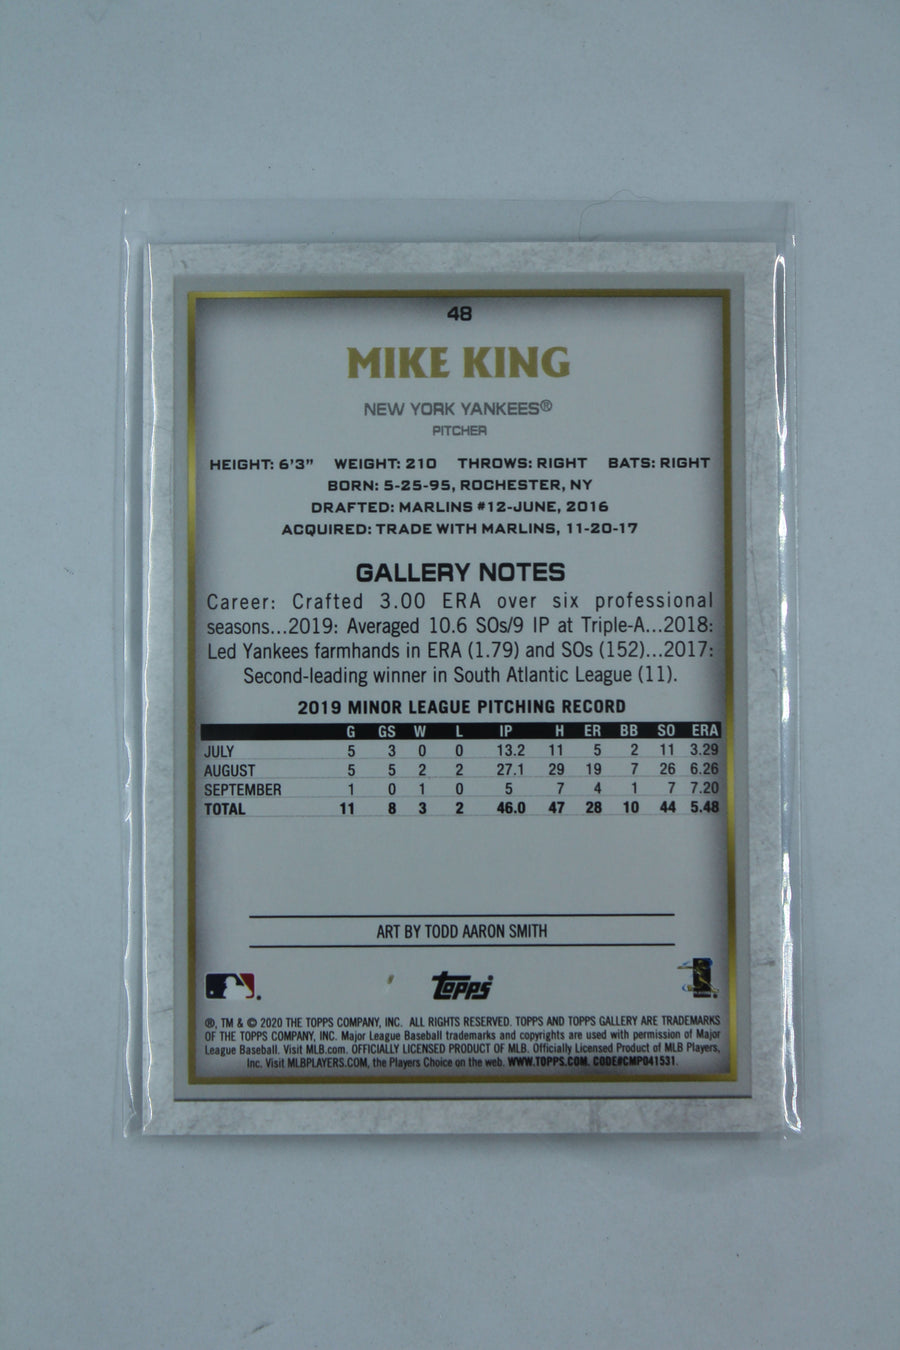 48
MIKE KING
NEW YORK YANKEES®
PITCHER
HEIGHT: 6'3" WEIGHT: 210 THROWS: RIGHT BATS: RIGHT
BORN: 5-25-95, ROCHESTER, NY
DRAFTED: MARLINS #12-JUNE, 2016
ACQUIRED: TRADE WITH MARLINS, 11-20-17
GALLERY NOTES
Career: Crafted 3.00 ERA over six professional
seasons...2019: Averaged 10.6 SOs/9 IP at Triple-A...2018:
Led Yankees farmhands in ERA (1.79) and SOs (152)...2017:
Second-leading winner in South Atlantic League (11).
2019 MINOR LEAGUE PITCHING RECORD
G GS W L IP H ER BB SO ERA
JULY 5 3 0 0 13.2 11 5 2 11 3.29
AUGUST 5 5 2 2 27.1 29 19 7 26 6.26
SEPTEMBER 1 0 1 0 5 7 4 1 7 7.20
TOTAL 11 8 3 2 46.0 47 28 10 44 5.48
ART BY TODD AARON SMITH
Topps
®, TM & © 2020 THE TOPPS COMPANY, INC. ALL RIGHTS RESERVED. TOPPS AND TOPPS GALLERY ARE TRADEMARKS
OF THE TOPPS COMPANY, INC. Major League Baseball trademarks and copyrights are used with permission of Major
League Baseball. Visit MLB.com. OFFICIALLY LICENSED PRODUCT OF MLB. Officially Licensed Product of MLB Players,
Inc. Visit MLBPLAYERS.COM, the Players Choice on the web. WWW.TOPPS.COM. CODE#CMP041531.